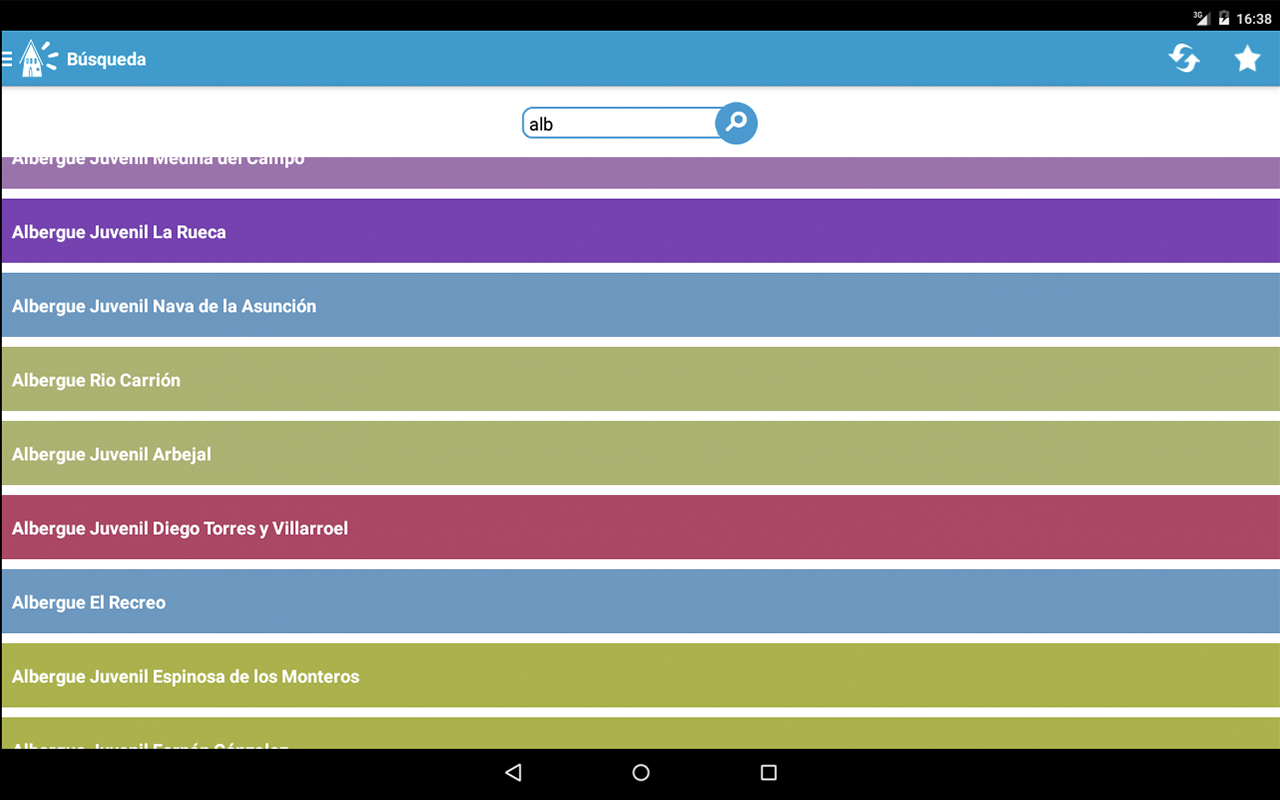 3G 16:38
Búsqueda
alb
Albergue Juvenil Medina del Campo
Albergue Juvenil La Rueca
Albergue Juvenil Nava de la Asunción
Albergue Rio Carrión
Albergue Juvenil Arbejal
Albergue Juvenil Diego Torres y Villarroel
Albergue El Recreo
Albergue Juvenil Espinosa de los Monteros
Albergue Juvenil Fernán Gónzalez